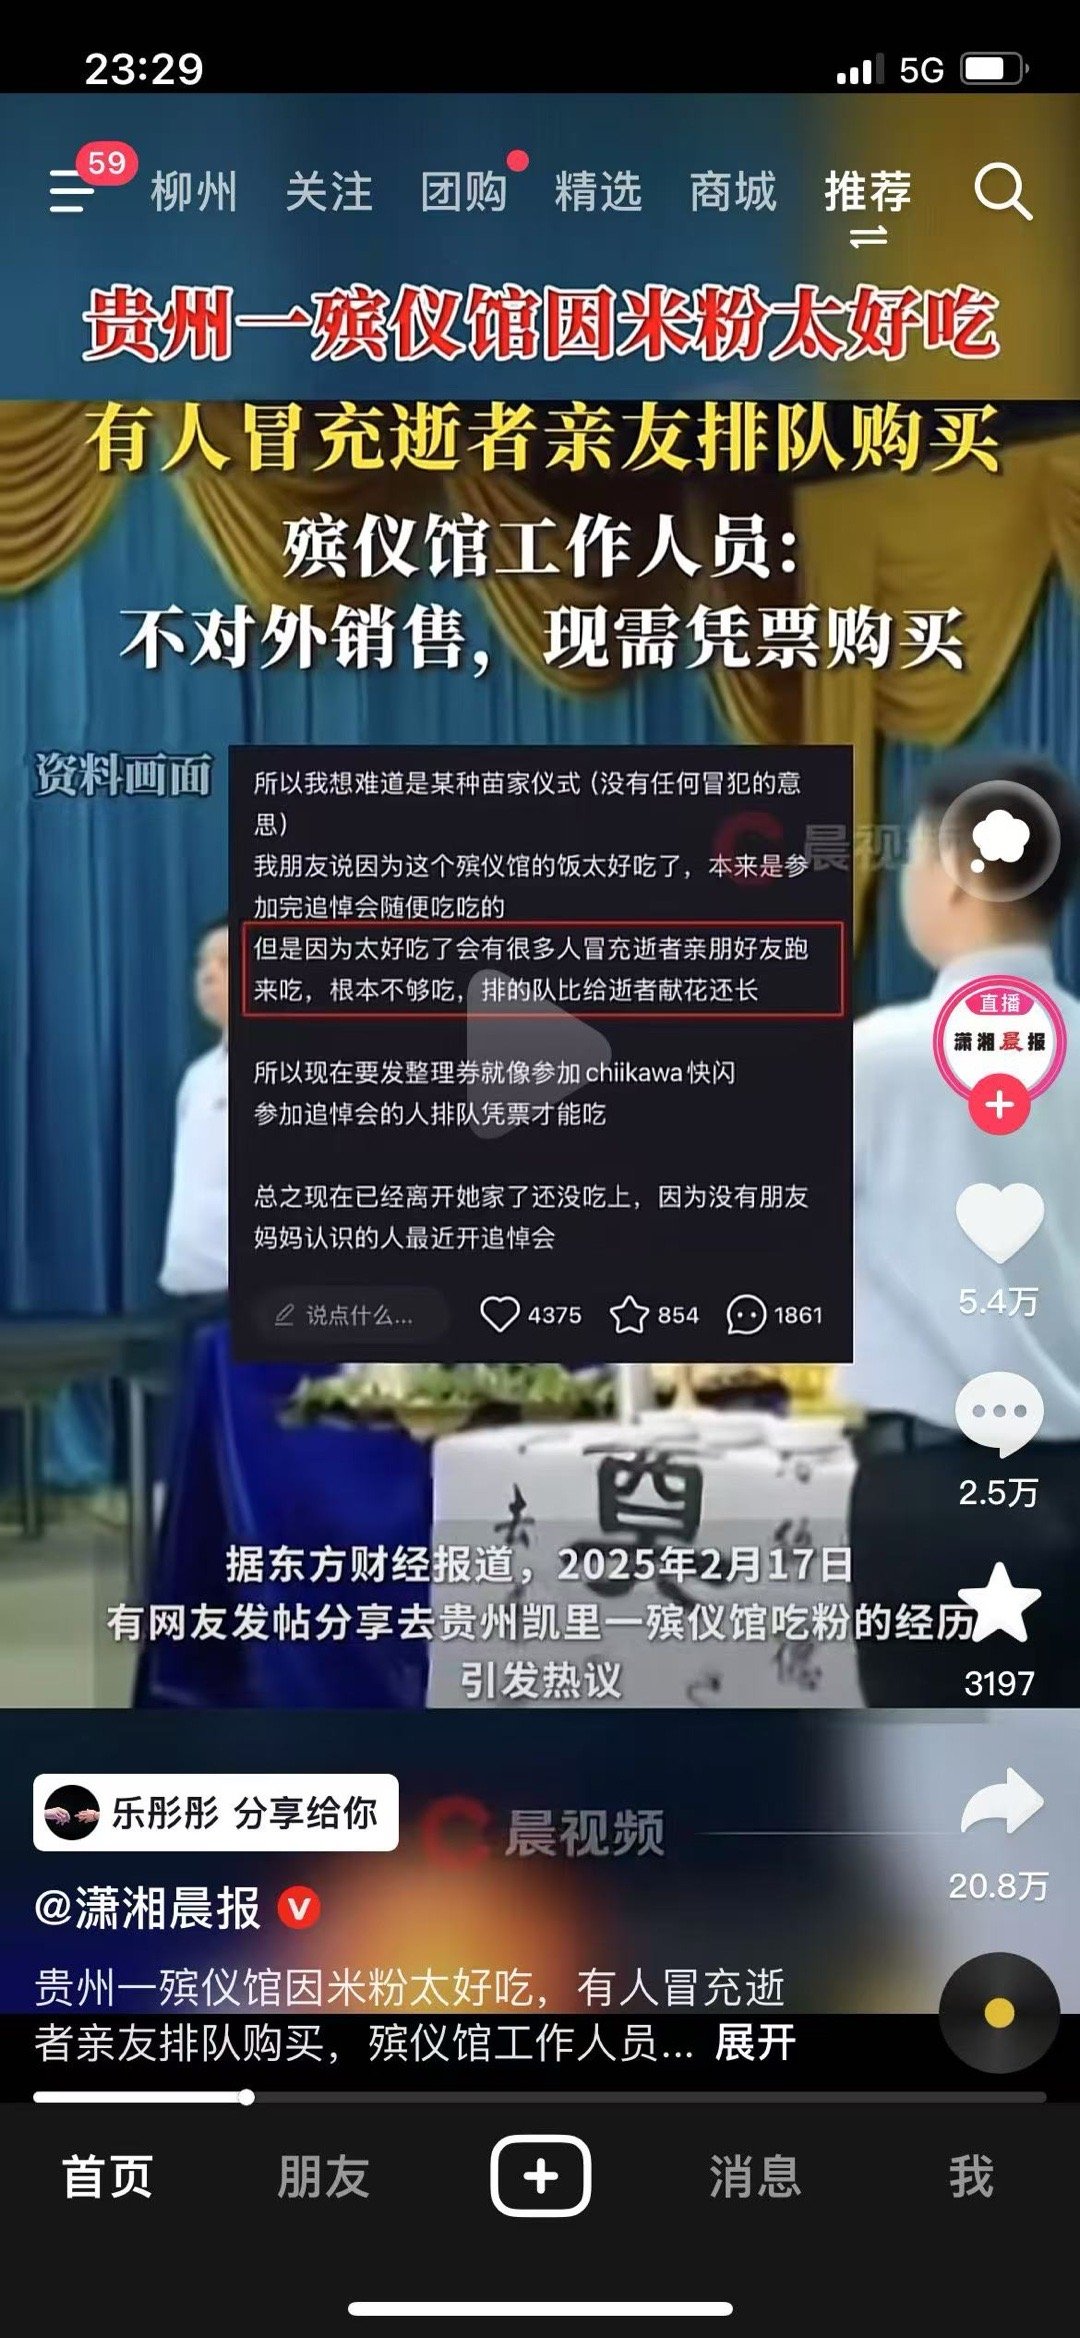 23:29
5G
59
柳州 关注 团购 精选 商城 推荐
贵州一殡仪馆因米粉太好吃
有人冒充逝者亲友排队购买
殡仪馆工作人员：
不对外销售，现需凭票购买
资料画面
所以我想难道是某种苗家仪式（没有任何冒犯的意
思）
晨视频
我朋友说因为这个殡仪馆的饭太好吃了，本来是参
加完追悼会随便吃吃的
但是因为太好吃了会有很多人冒充逝者亲朋好友跑
来吃，根本不够吃，排的队比给逝者献花还长
直播
潇湘晨报
所以现在要发整理券就像参加chiikawa快闪
参加追悼会的人排队凭票才能吃
总之现在已经离开她家了还没吃上，因为没有朋友
妈妈认识的人最近开追悼会
说点什么... 4375 854 1861
5.4万
2.5万
奠
据东方财经报道，2025年2月17日
有网友发帖分享去贵州凯里一殡仪馆吃粉的经历
引发热议
3197
乐彤彤 分享给你
晨视频
20.8万
@潇湘晨报
贵州一殡仪馆因米粉太好吃，有人冒充逝
者亲友排队购买，殡仪馆工作人员... 展开
首页 朋友 消息 我